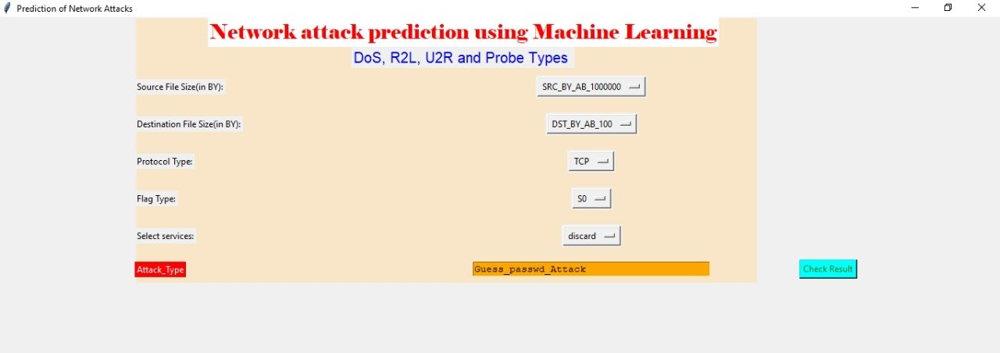 Prediction of Network Attacks
Network attack prediction using Machine Learning
DoS, R2L, U2R and Probe Types
Source File Size(in BY): SRC_BY_AB_1000000
Destination File Size(in BY): DST_BY_AB_100
Protocol Type: TCP
Flag Type: S0
Select services: discard
Attack_Type Guess_passwd_Attack Check Result